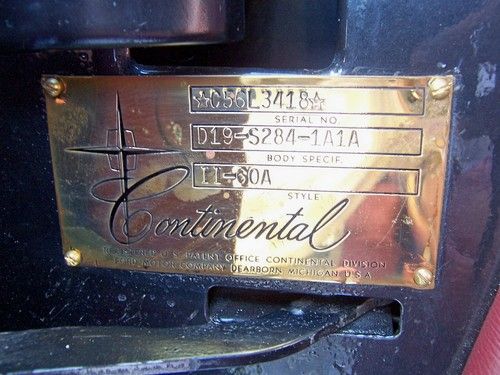 ☆C56L3418☆
SERIAL NO.
D19-S284-1A1A
BODY SPECIF.
II-60A
STYLE
Continental
REGISTERED U.S. PATENT OFFICE CONTINENTAL DIVISION
FORD MOTOR COMPANY DEARBORN MICHIGAN U.S.A.